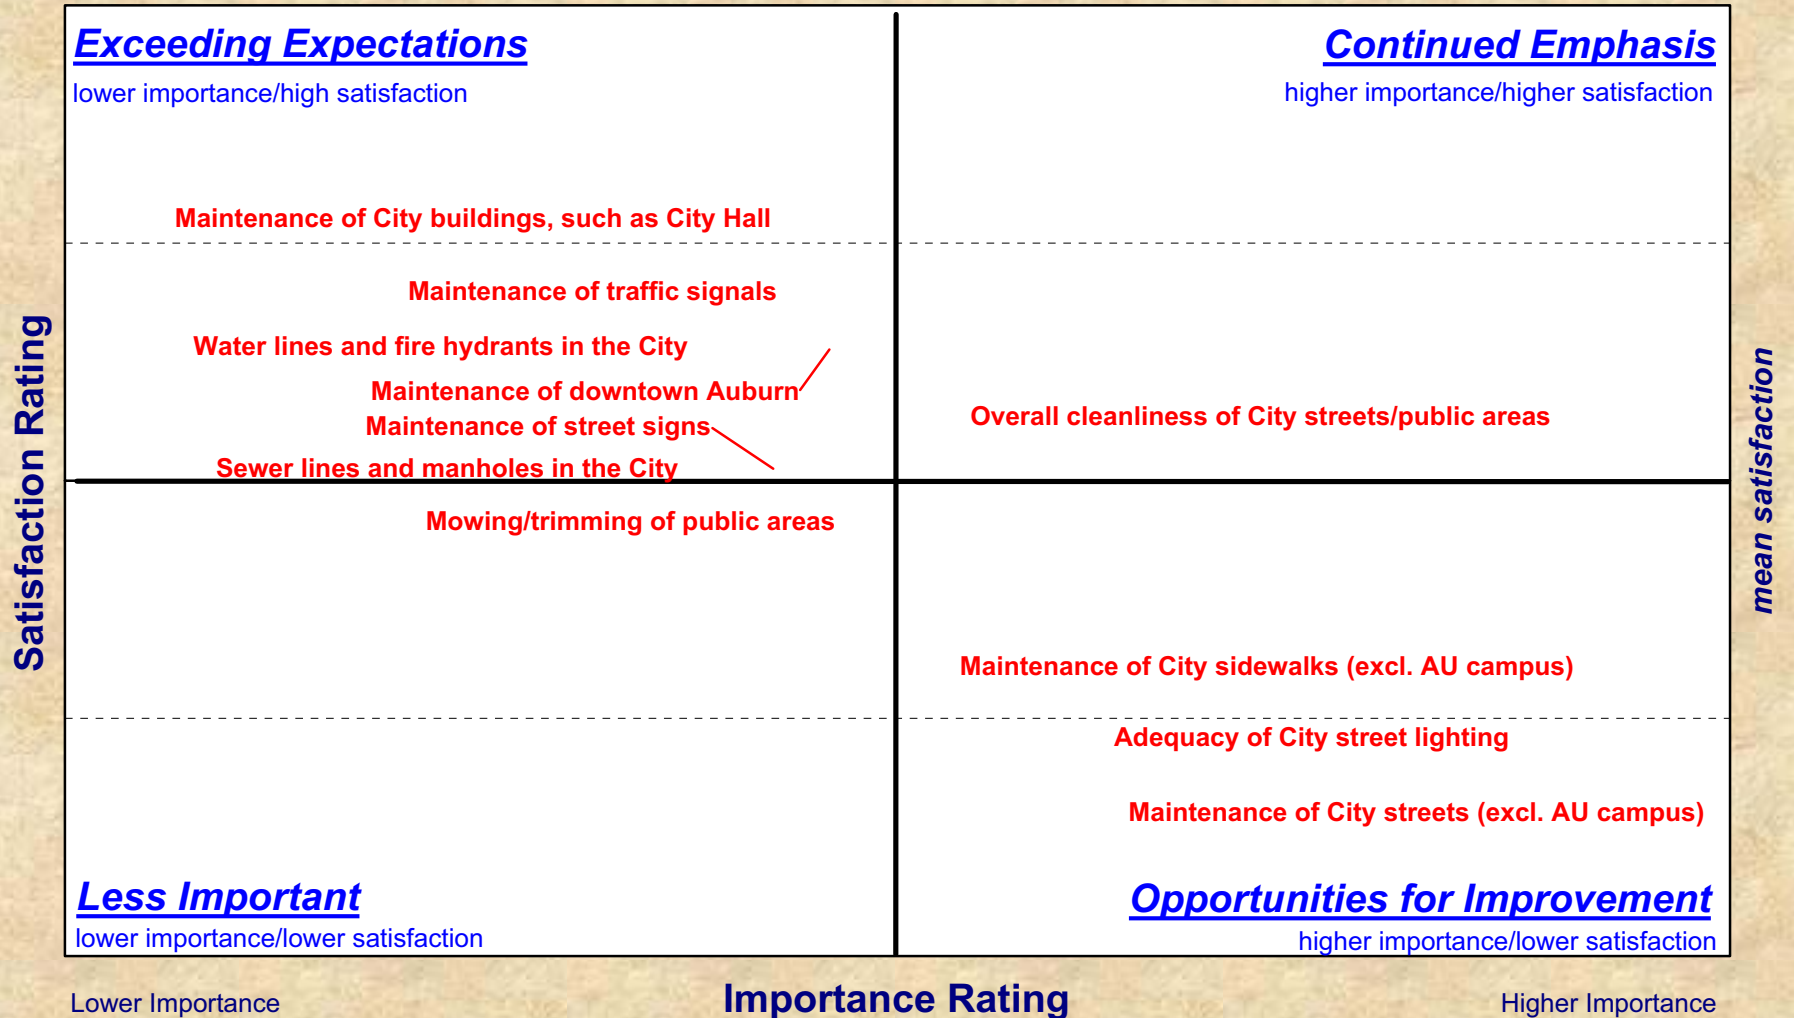 Exceeding Expectations
lower importance/high satisfaction
Continued Emphasis
higher importance/higher satisfaction
Maintenance of City buildings, such as City Hall
Maintenance of traffic signals
Water lines and fire hydrants in the City
Maintenance of downtown Auburn
Maintenance of street signs
Sewer lines and manholes in the City
Overall cleanliness of City streets/public areas
Satisfaction Rating
mean satisfaction
Mowing/trimming of public areas
Maintenance of City sidewalks (excl. AU campus)
Adequacy of City street lighting
Maintenance of City streets (excl. AU campus)
Less Important
lower importance/lower satisfaction
Opportunities for Improvement
higher importance/lower satisfaction
Lower Importance
Importance Rating
Higher Importance